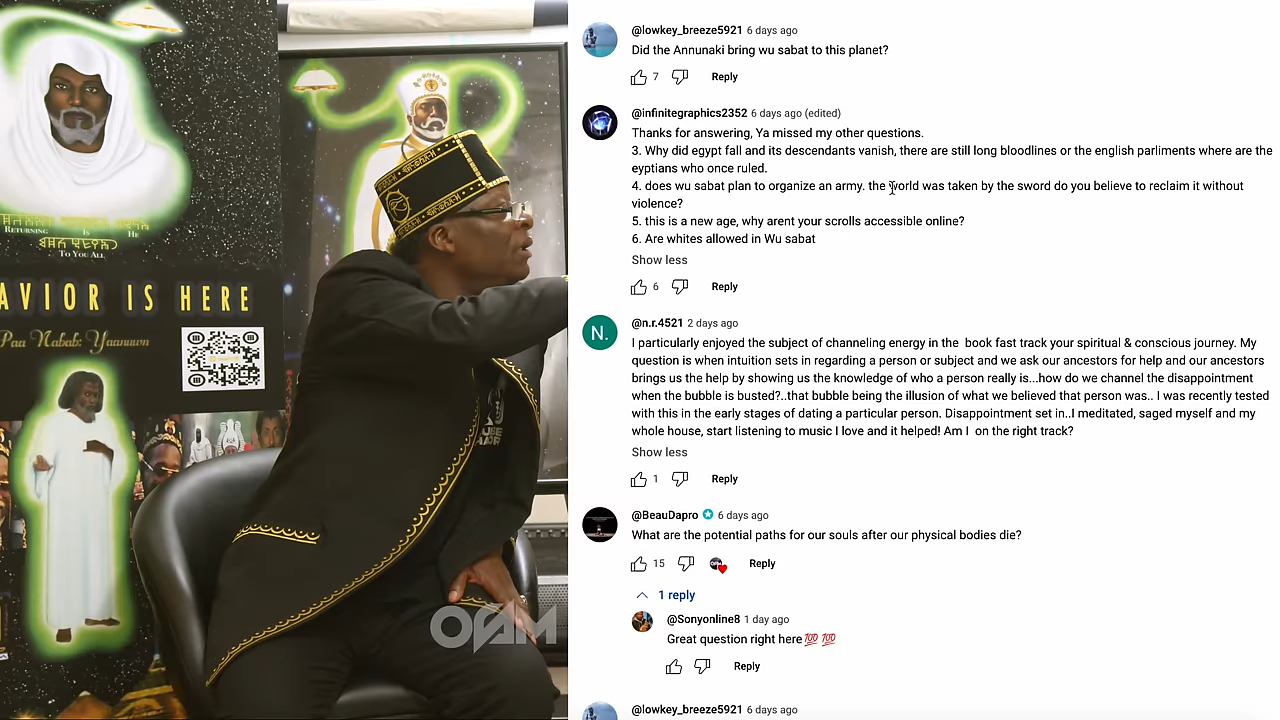 RETURNING IS HE
TO YOU ALL
AVIOR IS HERE
Paa Nabab: Yaanuwn
@lowkey_breeze5921 6 days ago
Did the Annunaki bring wu sabat to this planet?
7 Reply
@infinitegraphics2352 6 days ago (edited)
Thanks for answering, Ya missed my other questions.
3. Why did egypt fall and its descendants vanish, there are still long bloodlines or the english parliments where are the
eyptians who once ruled.
4. does wu sabat plan to organize an army. the world was taken by the sword do you believe to reclaim it without
violence?
5. this is a new age, why arent your scrolls accessible online?
6. Are whites allowed in Wu sabat
Show less
6 Reply
N.
@n.r.4521 2 days ago
I particularly enjoyed the subject of channeling energy in the book fast track your spiritual & conscious journey. My
question is when intuition sets in regarding a person or subject and we ask our ancestors for help and our ancestors
brings us the help by showing us the knowledge of who a person really is...how do we channel the disappointment
when the bubble is busted?..that bubble being the illusion of what we believed that person was.. I was recently tested
with this in the early stages of dating a particular person. Disappointment set in..I meditated, saged myself and my
whole house, start listening to music I love and it helped! Am I on the right track?
Show less
1 Reply
@BeauDapro 6 days ago
What are the potential paths for our souls after our physical bodies die?
15 Reply
1 reply
@Sonyonline8 1 day ago
Great question right here💯 💯
Reply
@lowkey_breeze5921 6 days ago